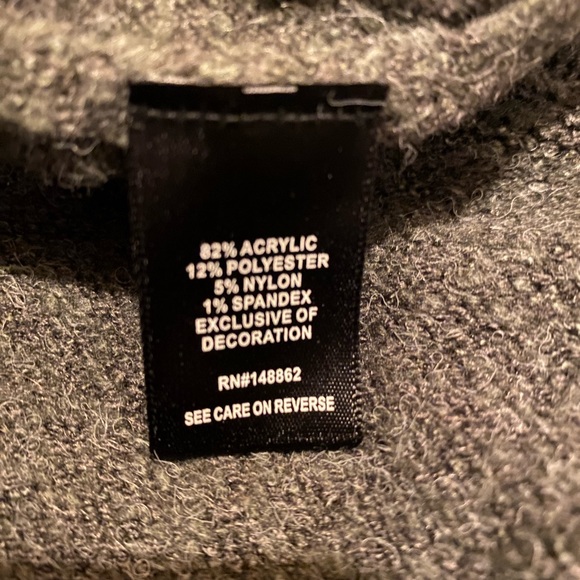 82% ACRYLIC
12% POLYESTER
5% NYLON
1% SPANDEX
EXCLUSIVE OF
DECORATION
RN#148862
SEE CARE ON REVERSE